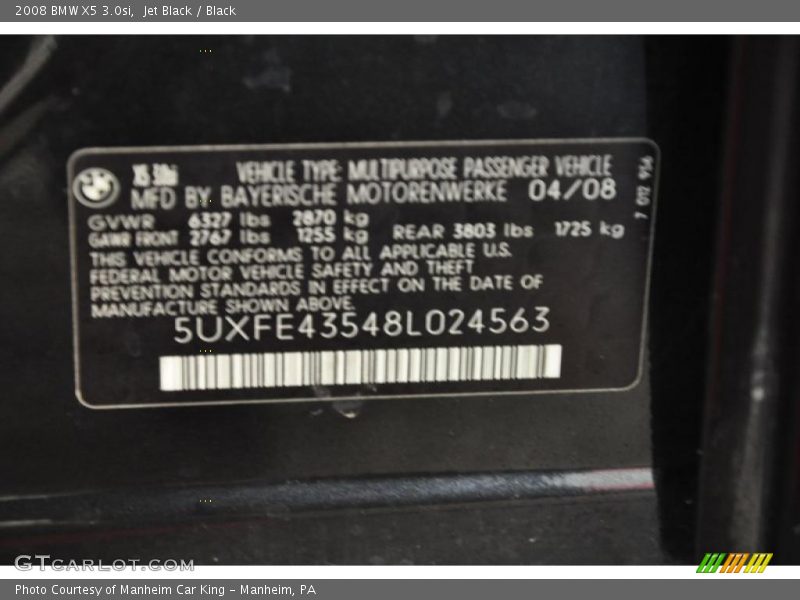 2008 BMW X5 3.0si, Jet Black / Black
X5 3.0si VEHICLE TYPE: MULTIPURPOSE PASSENGER VEHICLE
MFD BY BAYERISCHE MOTORENWERKE 04/08
GVWR 6327 lbs 2870 kg
GAWR FRONT 2767 lbs 1255 kg REAR 3803 lbs 1725 kg
THIS VEHICLE CONFORMS TO ALL APPLICABLE U.S.
FEDERAL MOTOR VEHICLE SAFETY AND THEFT
PREVENTION STANDARDS IN EFFECT ON THE DATE OF
MANUFACTURE SHOWN ABOVE.
5UXFE43548L024563
7 012 956
GTCARLOT.COM
Photo Courtesy of Manheim Car King - Manheim, PA